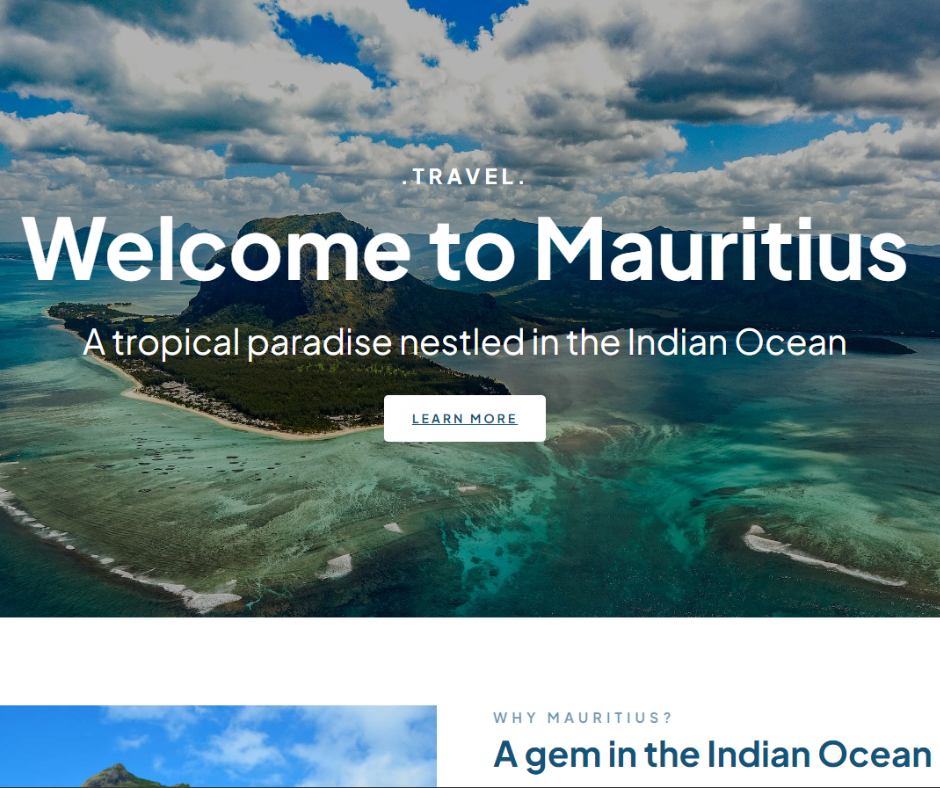 .TRAVEL.
Welcome to Mauritius
A tropical paradise nestled in the Indian Ocean
LEARN MORE
WHY MAURITIUS?
A gem in the Indian Ocean